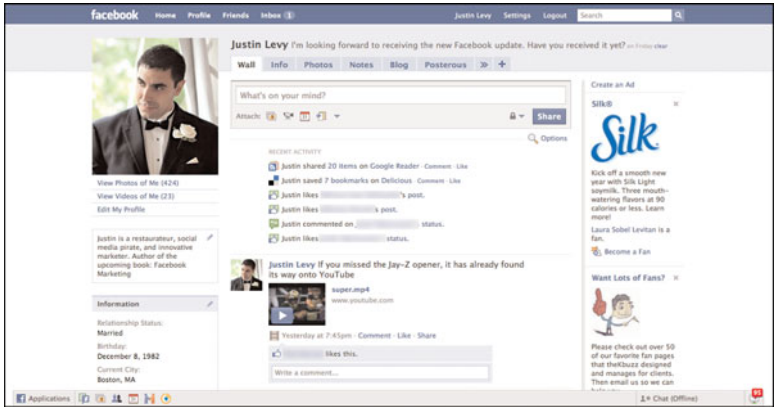 facebook Home Profile Friends Inbox 1 Justin Levy Settings Logout Search
Justin Levy I'm looking forward to receiving the new Facebook update. Have you received it yet? on Friday clear
Wall Info Photos Notes Blog Posterous » +
What's on your mind?
Attach: Share
Options
RECENT ACTIVITY
Justin shared 20 items on Google Reader · Comment · Like
Justin saved 7 bookmarks on Delicious · Comment · Like
Justin likes 's post.
Justin likes s post.
Justin commented on status.
Justin likes status.
Justin Levy If you missed the Jay-Z opener, it has already found
its way onto YouTube
super.mp4
www.youtube.com
Yesterday at 7:45pm · Comment · Like · Share
likes this.
Write a comment...
View Photos of Me (424)
View Videos of Me (23)
Edit My Profile
Justin is a restaurateur, social
media pirate, and innovative
marketer. Author of the
upcoming book: Facebook
Marketing
Information
Relationship Status:
Married
Birthday:
December 8, 1982
Current City:
Boston, MA
Create an Ad
Silk®
Silk
Kick off a smooth new
year with Silk Light
soymilk. Three mouth-
watering flavors at 90
calories or less. Learn
more!
Laura Sobel Levitan is a
fan.
Become a Fan
Want Lots of Fans?
Please check out over 50
of our favorite fan pages
that theKbuzz designed
and manages for clients.
Then email us so we can
Applications
Chat (Offline)
95